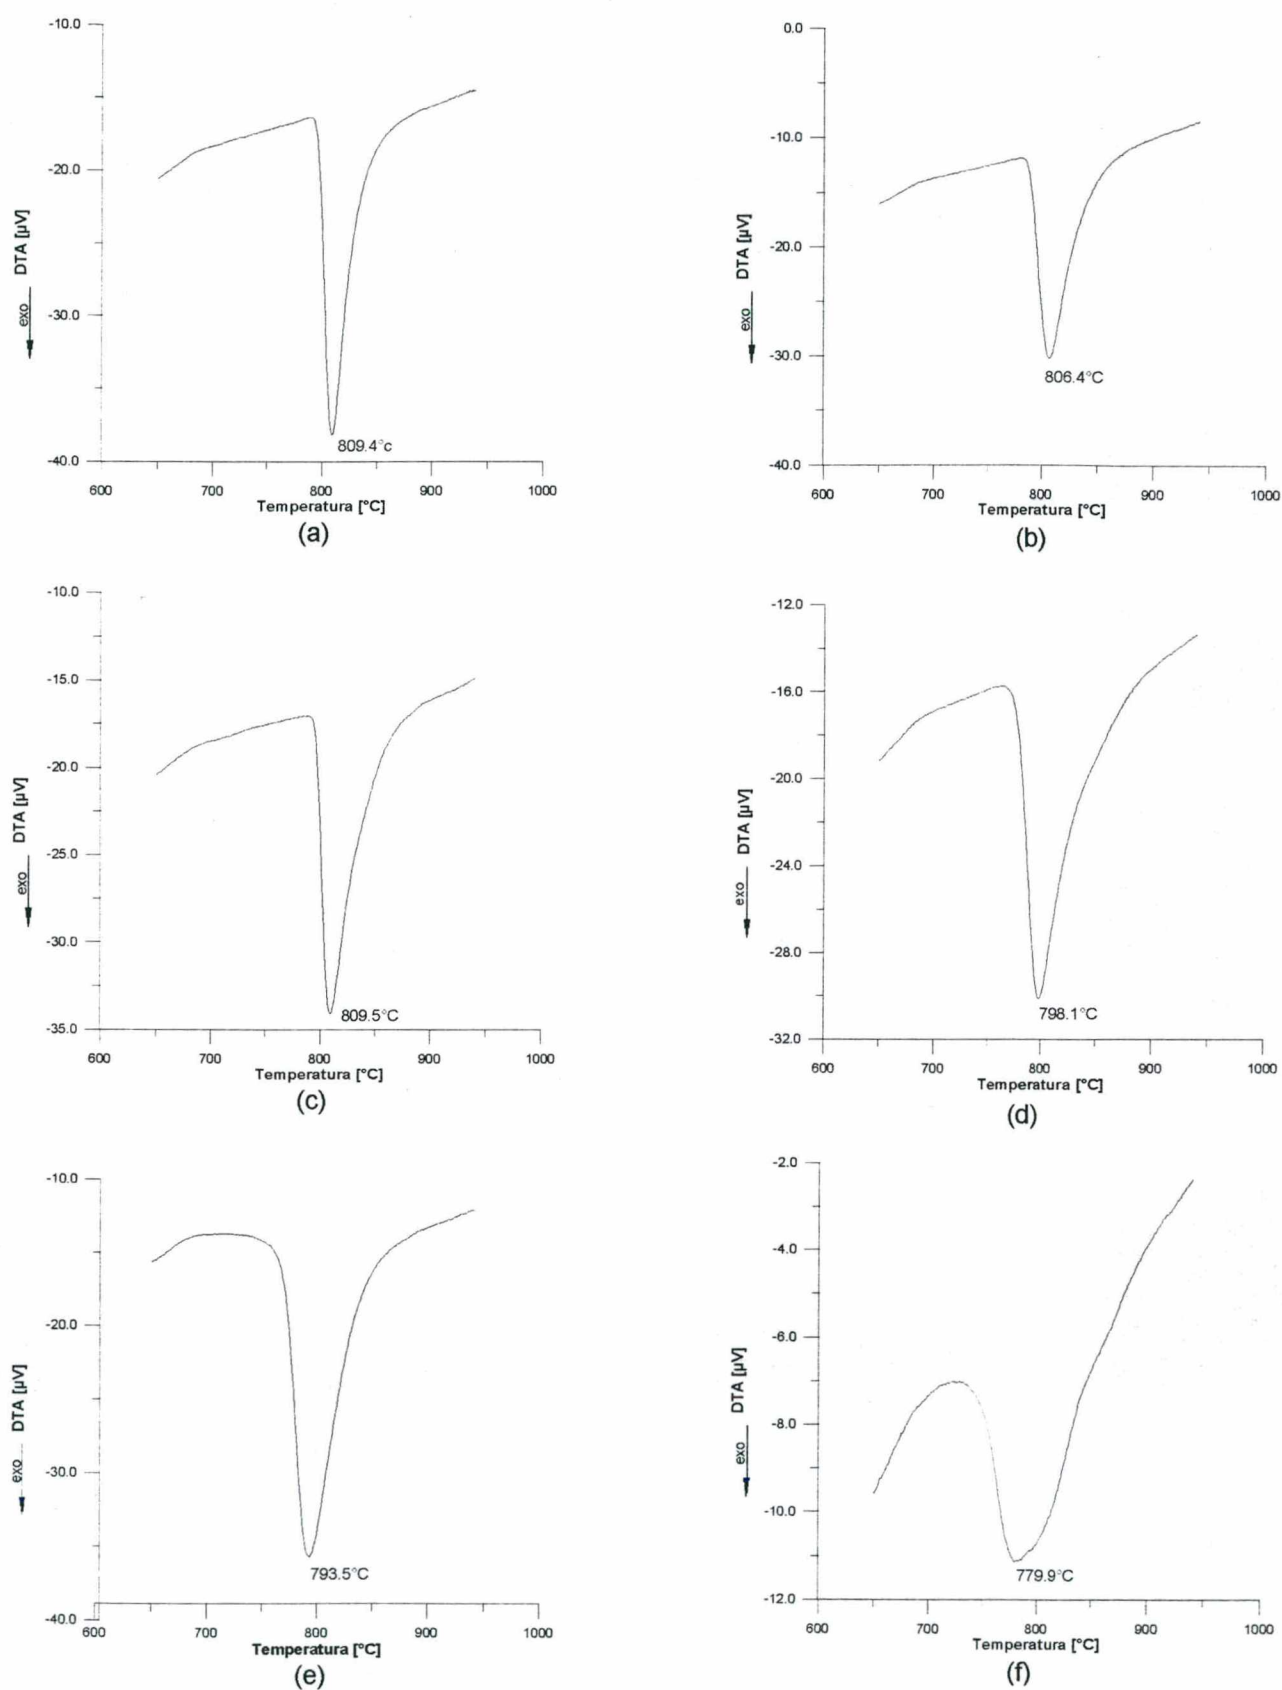 -10.0
-20.0
-30.0
-40.0
DTA [µV]
exo
809.4°c
600 700 800 900 1000
Temperatura [°C]
(a)
0.0
-10.0
-20.0
-30.0
-40.0
DTA [µV]
exo
806.4°C
600 700 800 900 1000
Temperatura [°C]
(b)
-10.0
-15.0
-20.0
-25.0
-30.0
-35.0
DTA [µV]
exo
809.5°C
600 700 800 900 1000
Temperatura [°C]
(c)
-12.0
-16.0
-20.0
-24.0
-28.0
-32.0
DTA [µV]
exo
798.1°C
600 700 800 900 1000
Temperatura [°C]
(d)
-10.0
-20.0
-30.0
-40.0
DTA [µV]
exo
793.5°C
600 700 800 900 1000
Temperatura [°C]
(e)
-2.0
-4.0
-6.0
-8.0
-10.0
-12.0
DTA [µV]
exo
779.9°C
600 700 800 900 1000
Temperatura [°C]
(f)